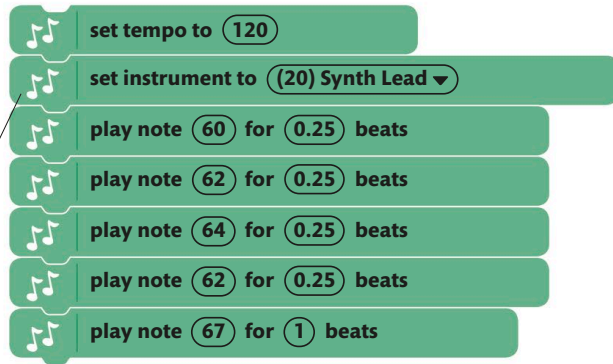 set tempo to 120
set instrument to (20) Synth Lead
play note 60 for 0.25 beats
play note 62 for 0.25 beats
play note 64 for 0.25 beats
play note 62 for 0.25 beats
play note 67 for 1 beats